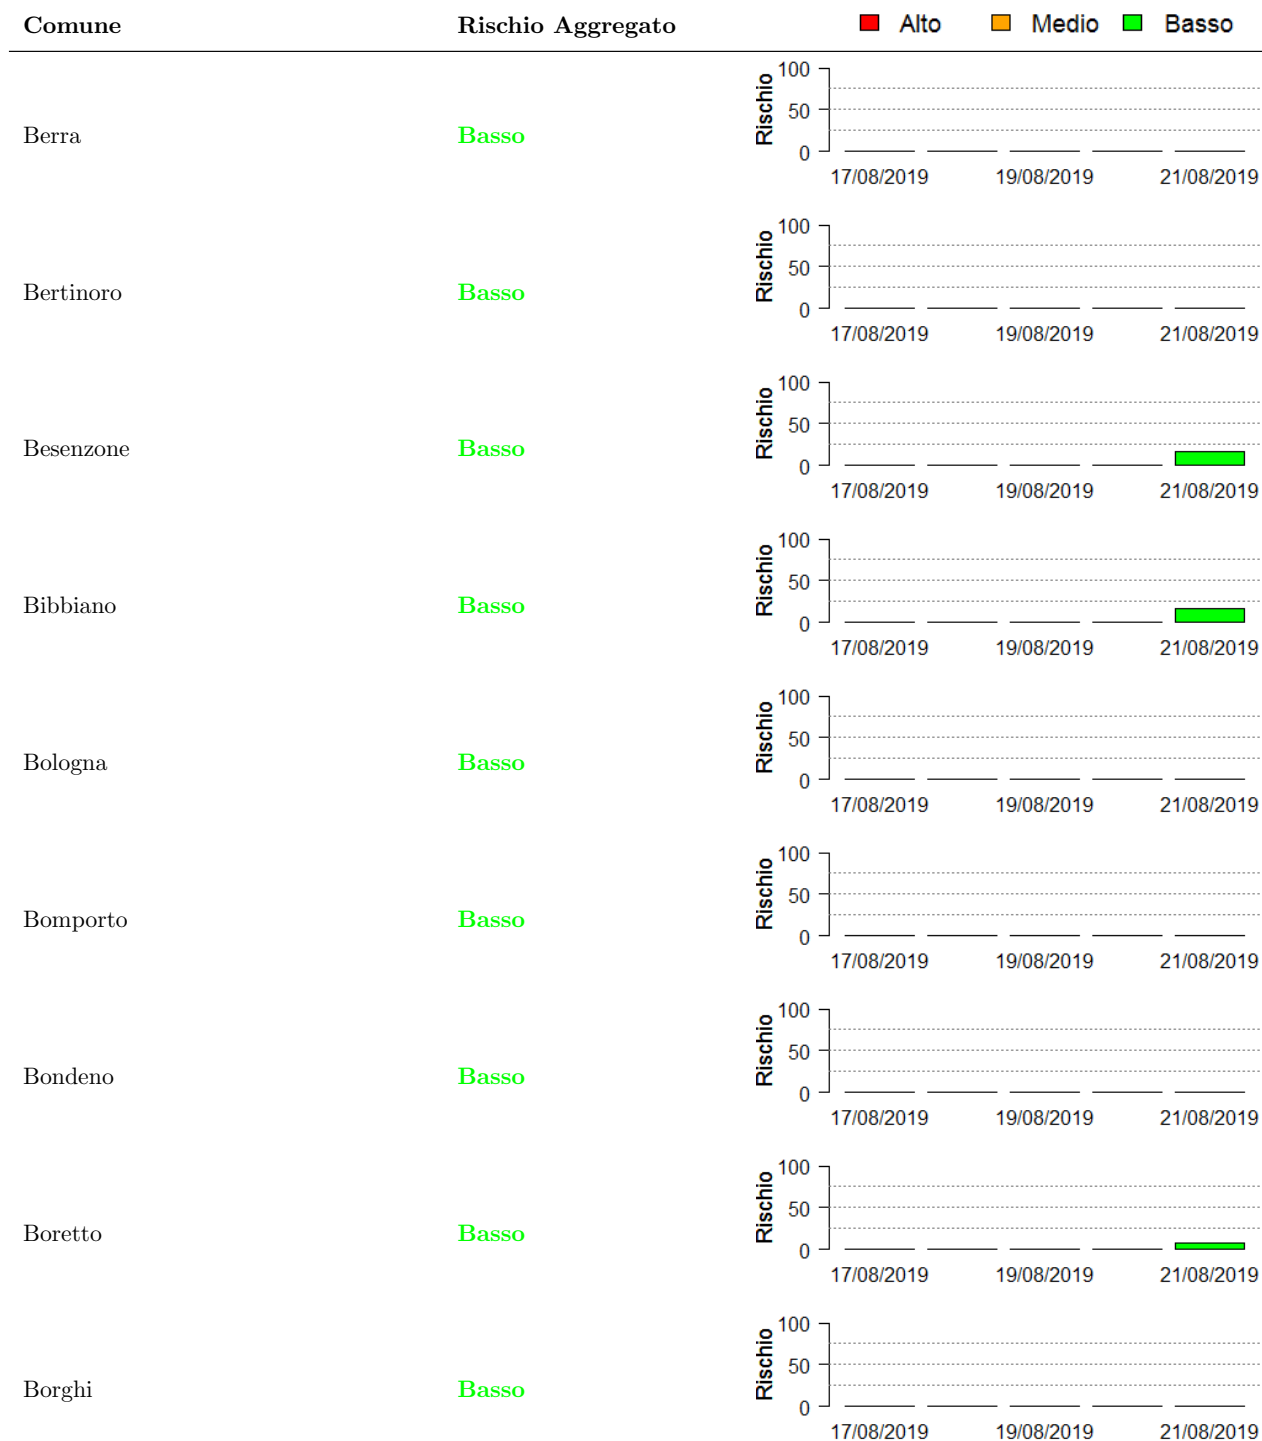 Comune Rischio Aggregato Alto Medio Basso
Berra Basso Rischio 100 50 0
17/08/2019 19/08/2019 21/08/2019
Bertinoro Basso Rischio 100 50 0
17/08/2019 19/08/2019 21/08/2019
Besenzone Basso Rischio 100 50 0
17/08/2019 19/08/2019 21/08/2019
Bibbiano Basso Rischio 100 50 0
17/08/2019 19/08/2019 21/08/2019
Bologna Basso Rischio 100 50 0
17/08/2019 19/08/2019 21/08/2019
Bomporto Basso Rischio 100 50 0
17/08/2019 19/08/2019 21/08/2019
Bondeno Basso Rischio 100 50 0
17/08/2019 19/08/2019 21/08/2019
Boretto Basso Rischio 100 50 0
17/08/2019 19/08/2019 21/08/2019
Borghi Basso Rischio 100 50 0
17/08/2019 19/08/2019 21/08/2019